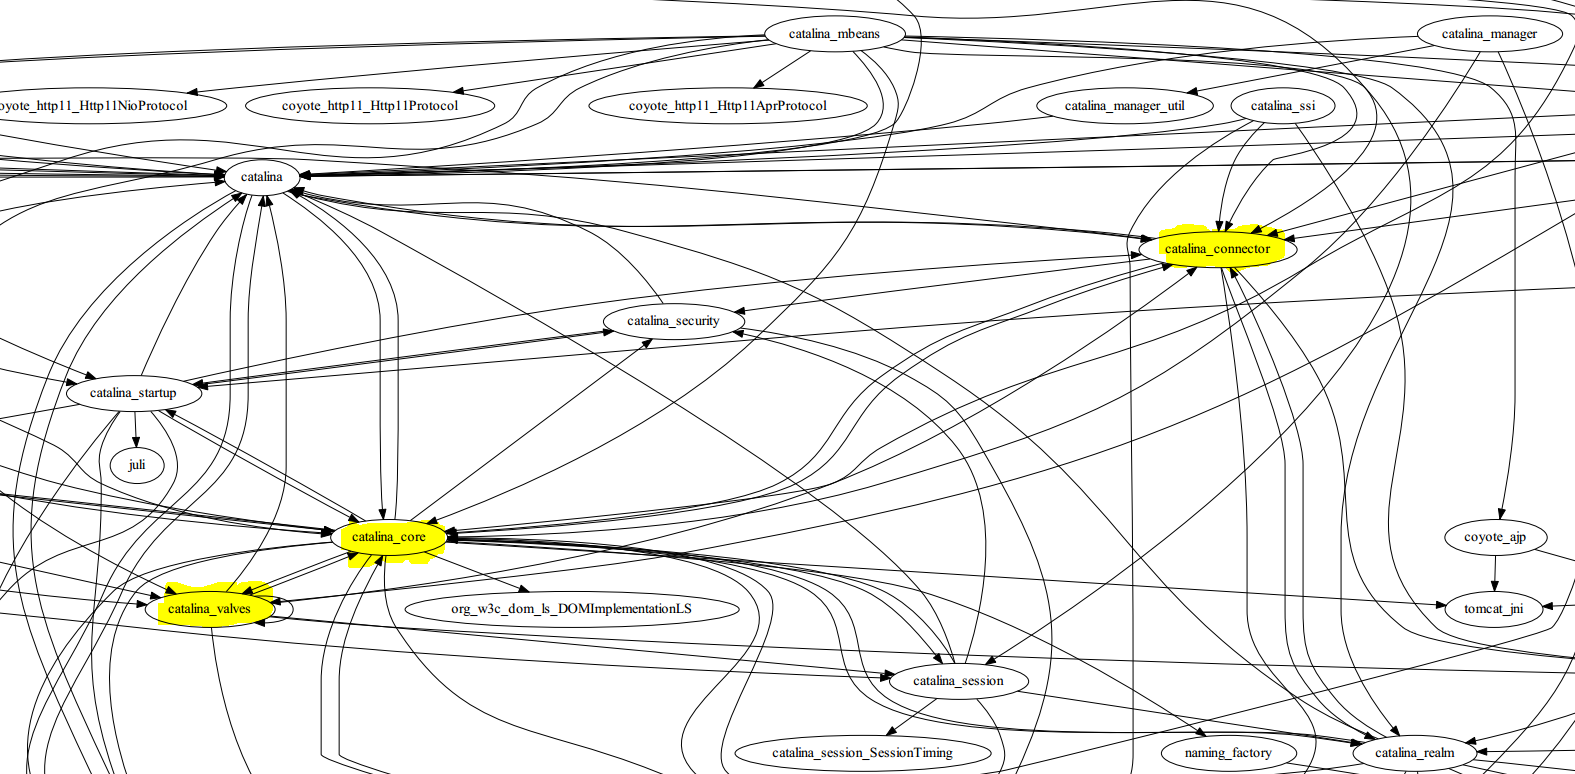 catalina_mbeans
catalina_manager
oyote_http11_Http11NioProtocol
coyote_http11_Http11Protocol
coyote_http11_Http11AprProtocol
catalina_manager_util
catalina_ssi
catalina
catalina_connector
catalina_security
catalina_startup
juli
catalina_core
coyote_ajp
catalina_valves
org_w3c_dom_ls_DOMImplementationLS
tomcat_jni
catalina_session
catalina_session_SessionTiming
naming_factory
catalina_realm